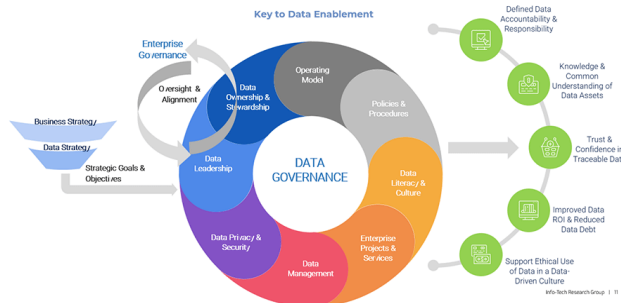 Key to Data Enablement
Enterprise
Governance
Oversight &
Alignment
Business Strategy
Data Strategy
Strategic Goals &
Objectives
Data
Ownership &
Stewardship
Operating
Model
Policies &
Procedures
Data
Literacy &
Culture
Enterprise
Projects &
Services
Data
Management
Data Privacy &
Security
Data
Leadership
DATA
GOVERNANCE
Defined Data
Accountability &
Responsibility
Knowledge &
Common
Understanding of
Data Assets
Trust &
Confidence in
Traceable Data
Improved Data
ROI & Reduced
Data Debt
Support Ethical Use
of Data in a Data-
Driven Culture
Info-Tech Research Group | 11